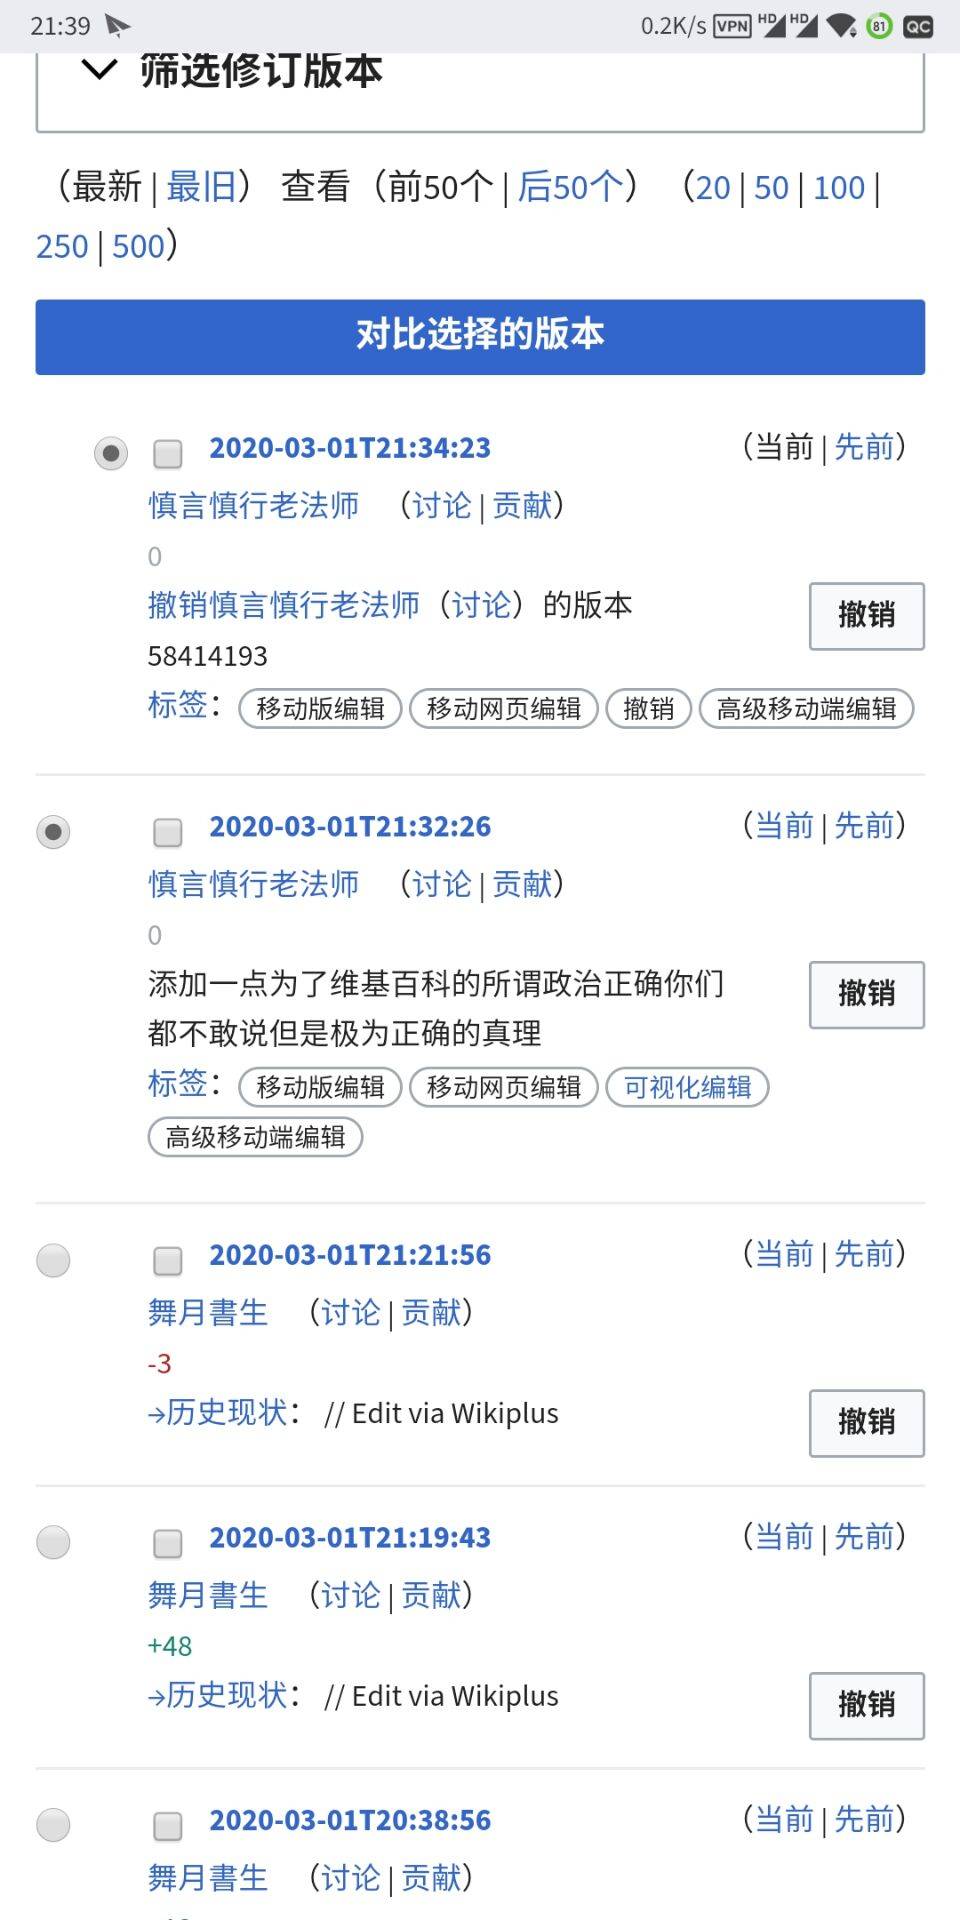 21:39
0.2K/s VPN HD HD 81 QC
筛选修订版本
（最新 | 最旧） 查看（前50个 | 后50个）（20 | 50 | 100 |
250 | 500）
对比选择的版本
2020-03-01T21:34:23 （当前 | 先前）
慎言慎行老法师 （讨论 | 贡献）
0
撤销慎言慎行老法师（讨论）的版本
58414193
撤销
标签： 移动版编辑 移动网页编辑 撤销 高级移动端编辑
2020-03-01T21:32:26 （当前 | 先前）
慎言慎行老法师 （讨论 | 贡献）
0
添加一点为了维基百科的所谓政治正确你们
都不敢说但是极为正确的真理
撤销
标签： 移动版编辑 移动网页编辑 可视化编辑
高级移动端编辑
2020-03-01T21:21:56 （当前 | 先前）
舞月書生 （讨论 | 贡献）
-3
→历史现状： // Edit via Wikiplus
撤销
2020-03-01T21:19:43 （当前 | 先前）
舞月書生 （讨论 | 贡献）
+48
→历史现状： // Edit via Wikiplus
撤销
2020-03-01T20:38:56 （当前 | 先前）
舞月書生 （讨论 | 贡献）